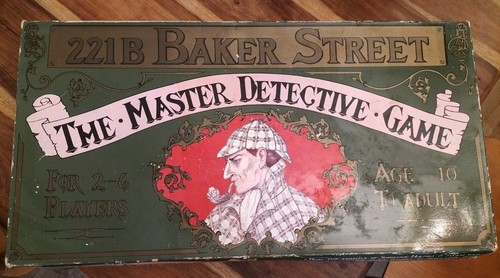 221B BAKER STREET
THE · MASTER DETECTIVE · GAME
FOR 2-6
PLAYERS
AGE 10
TO ADULT